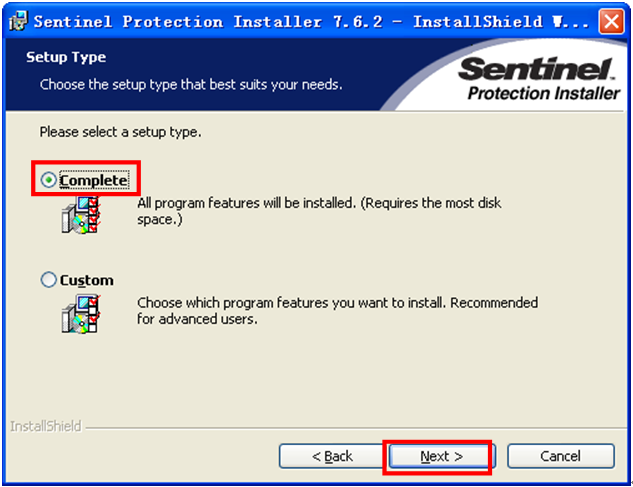 Sentinel Protection Installer 7.6.2 - InstallShield W...
Setup Type
Choose the setup type that best suits your needs.
Sentinel.
Protection Installer
Please select a setup type.
Complete
All program features will be installed. (Requires the most disk
space.)
Custom
Choose which program features you want to install. Recommended
for advanced users.
InstallShield
< Back
Next >
Cancel